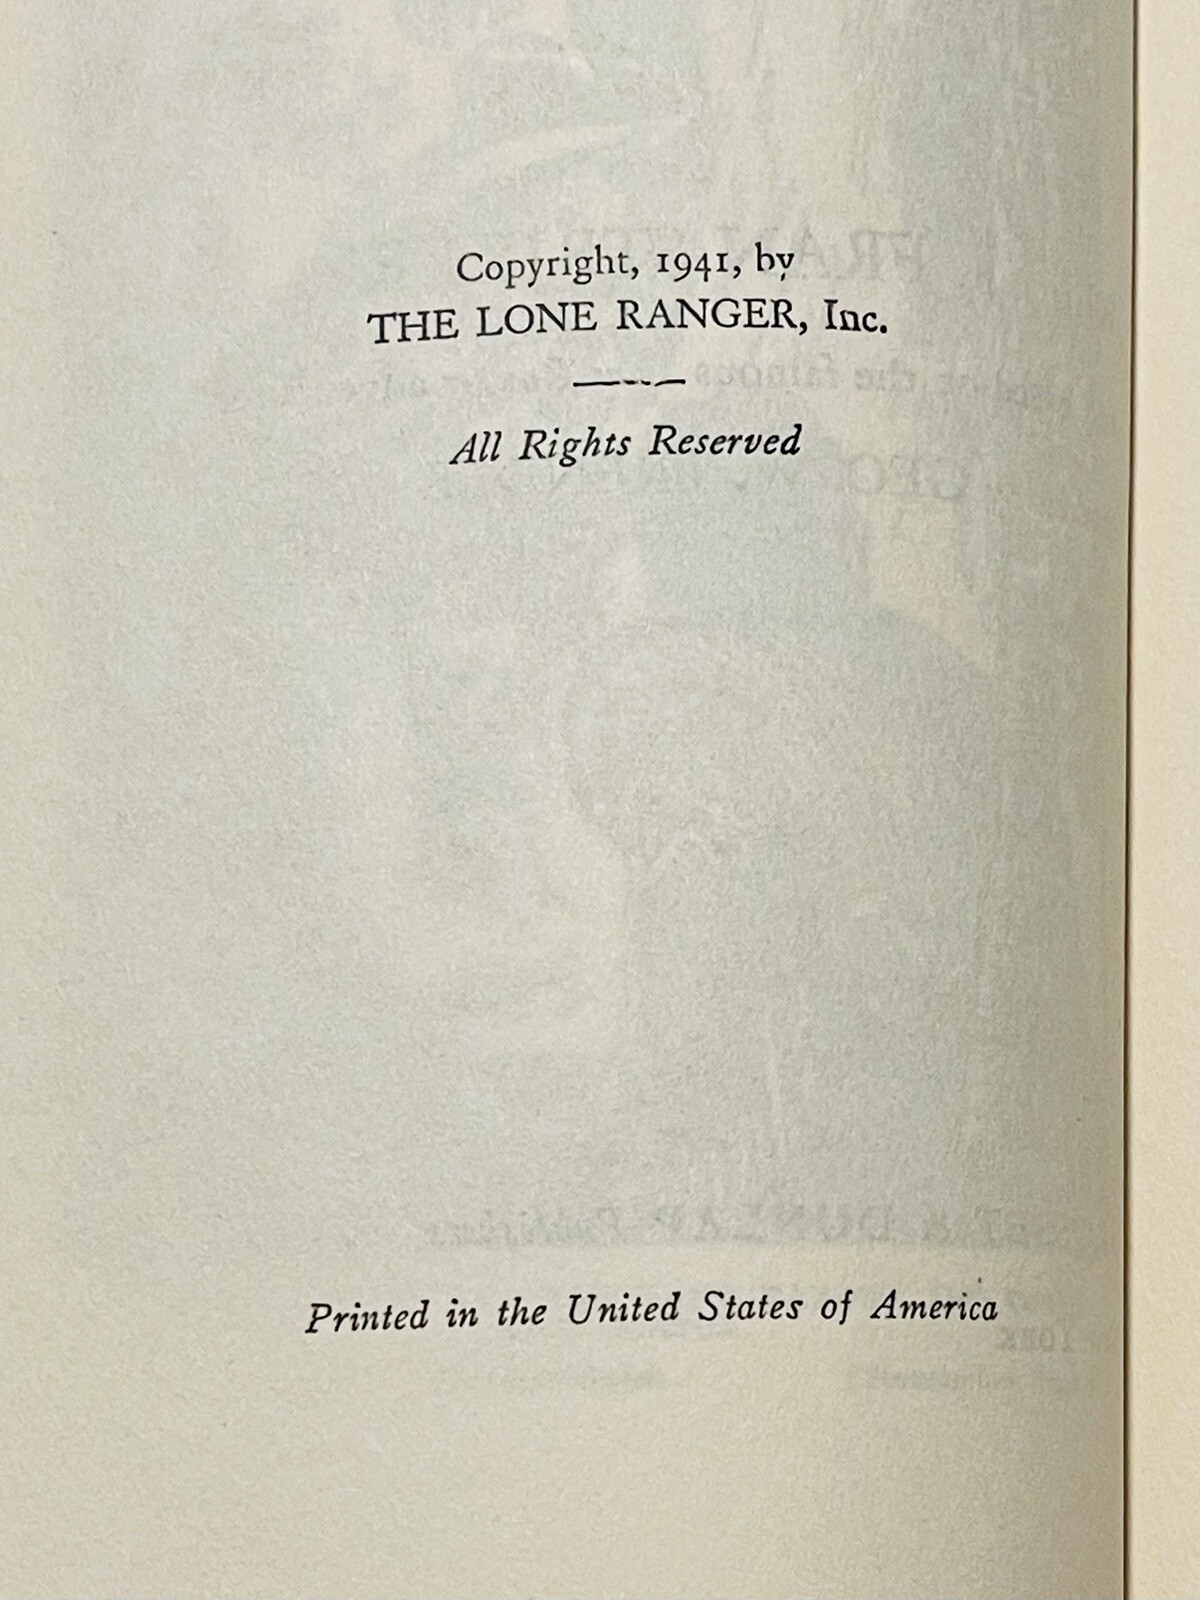 Copyright, 1941, by
THE LONE RANGER, Inc.
All Rights Reserved
Printed in the United States of America